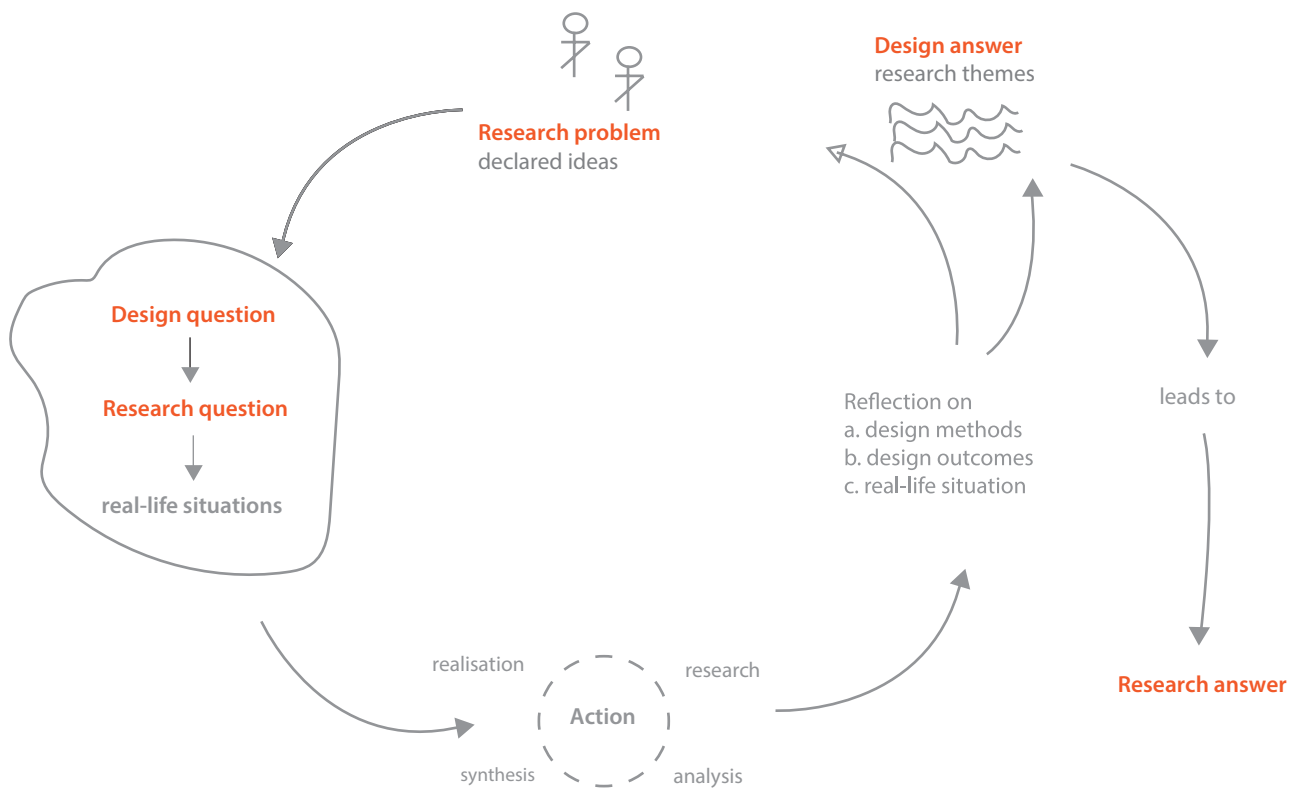 Research problem
declared ideas
Design question
Research question
real-life situations
realisation
research
Action
synthesis
analysis
Reflection on
a. design methods
b. design outcomes
c. real-life situation
Design answer
research themes
leads to
Research answer